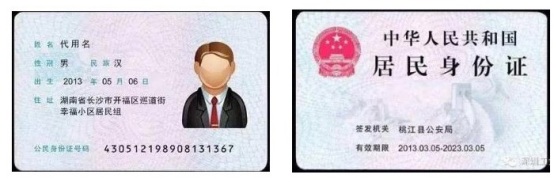 姓名 代用名
性别 男 民族 汉
出生 2013 年 05 月 06 日
住址 湖南省长沙市开福区巡道街
幸福小区居民组
公民身份证号码 430512198908131367
中华人民共和国
居民身份证
签发机关 桃江县公安局
有效期限 2013.03.05-2023.03.05